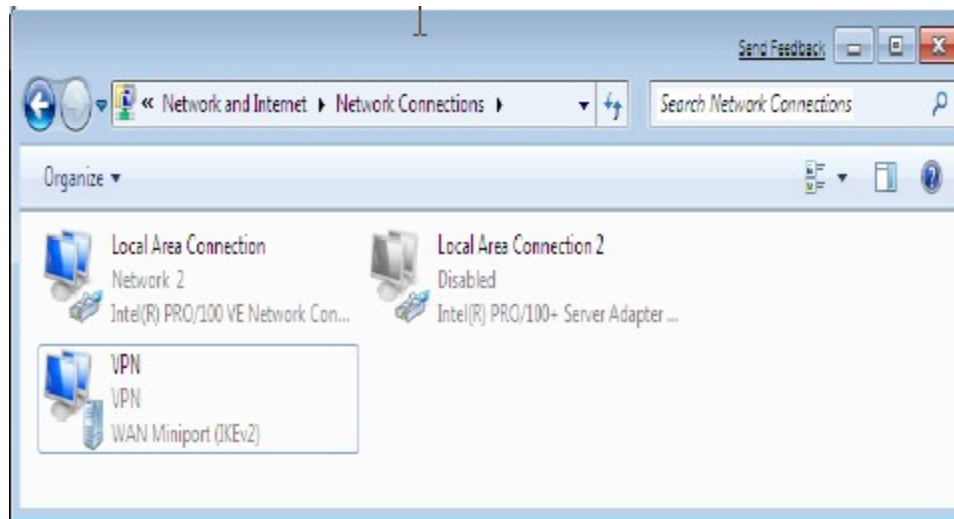 Send Feedback
« Network and Internet ▸ Network Connections ▸
Search Network Connections
Organize ▾
Local Area Connection
Network 2
Intel(R) PRO/100 VE Network Con...
Local Area Connection 2
Disabled
Intel(R) PRO/100+ Server Adapter ...
VPN
VPN
WAN Miniport (IKEv2)